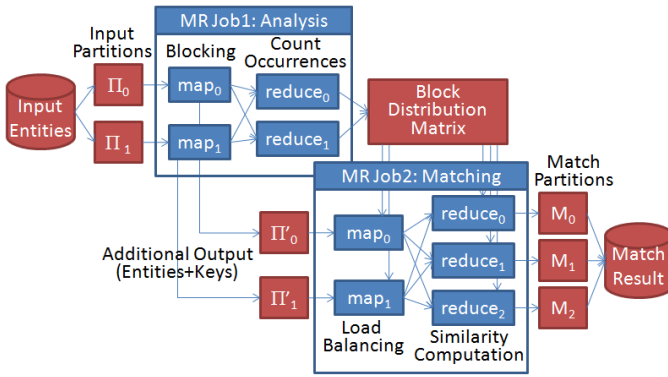 MR Job1: Analysis
Input
Partitions
Blocking
Count
Occurrences
Input
Entities
Π0
Π1
map0
map1
reduce0
reduce1
Block
Distribution
Matrix
MR Job2: Matching
Match
Partitions
Additional Output
(Entities+Keys)
Π'0
Π'1
map0
map1
reduce0
reduce1
reduce2
M0
M1
M2
Match
Result
Load
Balancing
Similarity
Computation